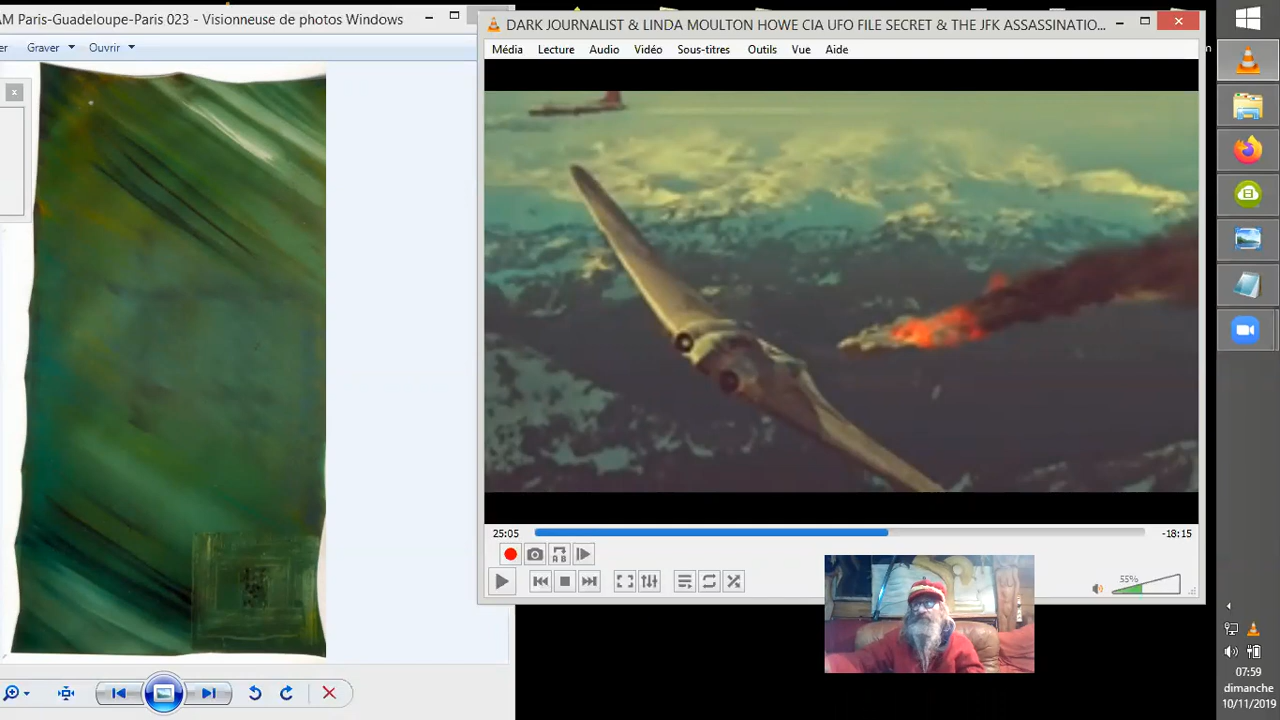 AM Paris-Guadeloupe-Paris 023 - Visionneuse de photos Windows
Graver
Ouvrir
DARK JOURNALIST & LINDA MOULTON HOWE CIA UFO FILE SECRET & THE JFK ASSASSINATIO...
Média Lecture Audio Vidéo Sous-titres Outils Vue Aide
25:05
-18:15
A B
55%
07:59
dimanche
10/11/2019